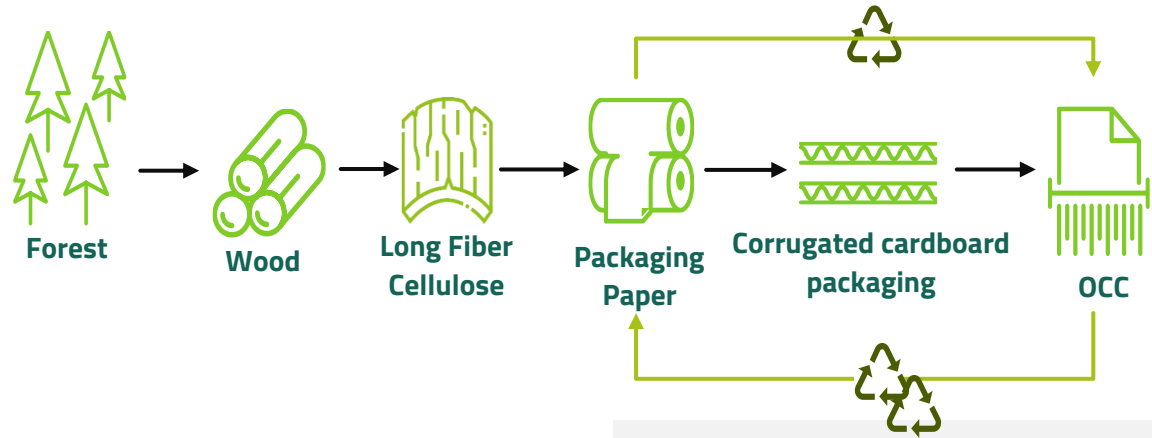 Forest
Wood
Long Fiber
Cellulose
Packaging
Paper
Corrugated cardboard
packaging
OCC